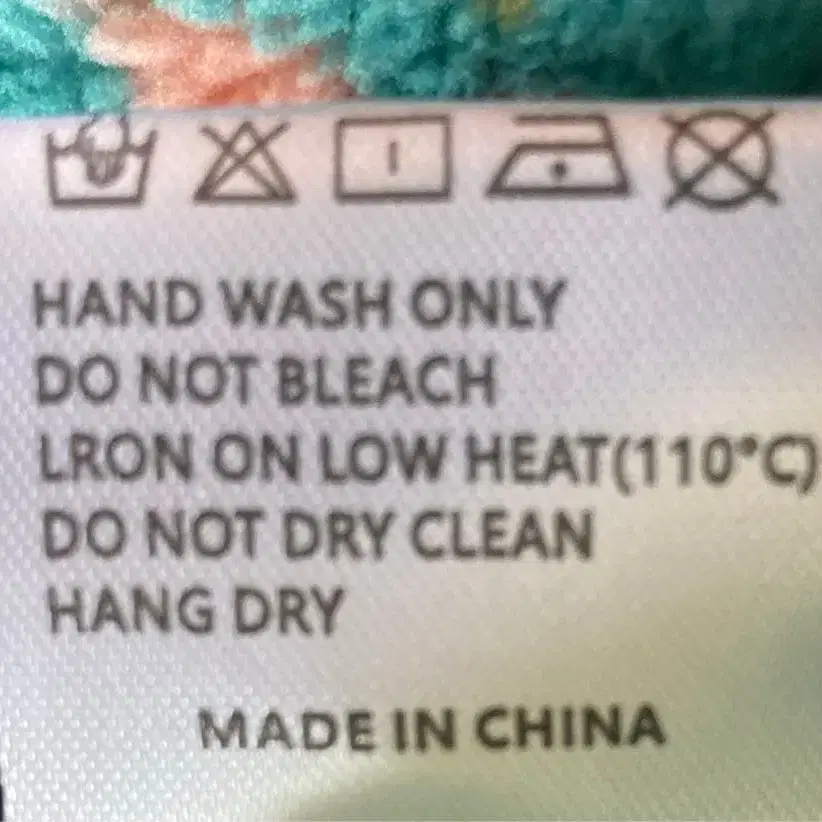 HAND WASH ONLY
DO NOT BLEACH
LRON ON LOW HEAT(110°C)
DO NOT DRY CLEAN
HANG DRY
MADE IN CHINA